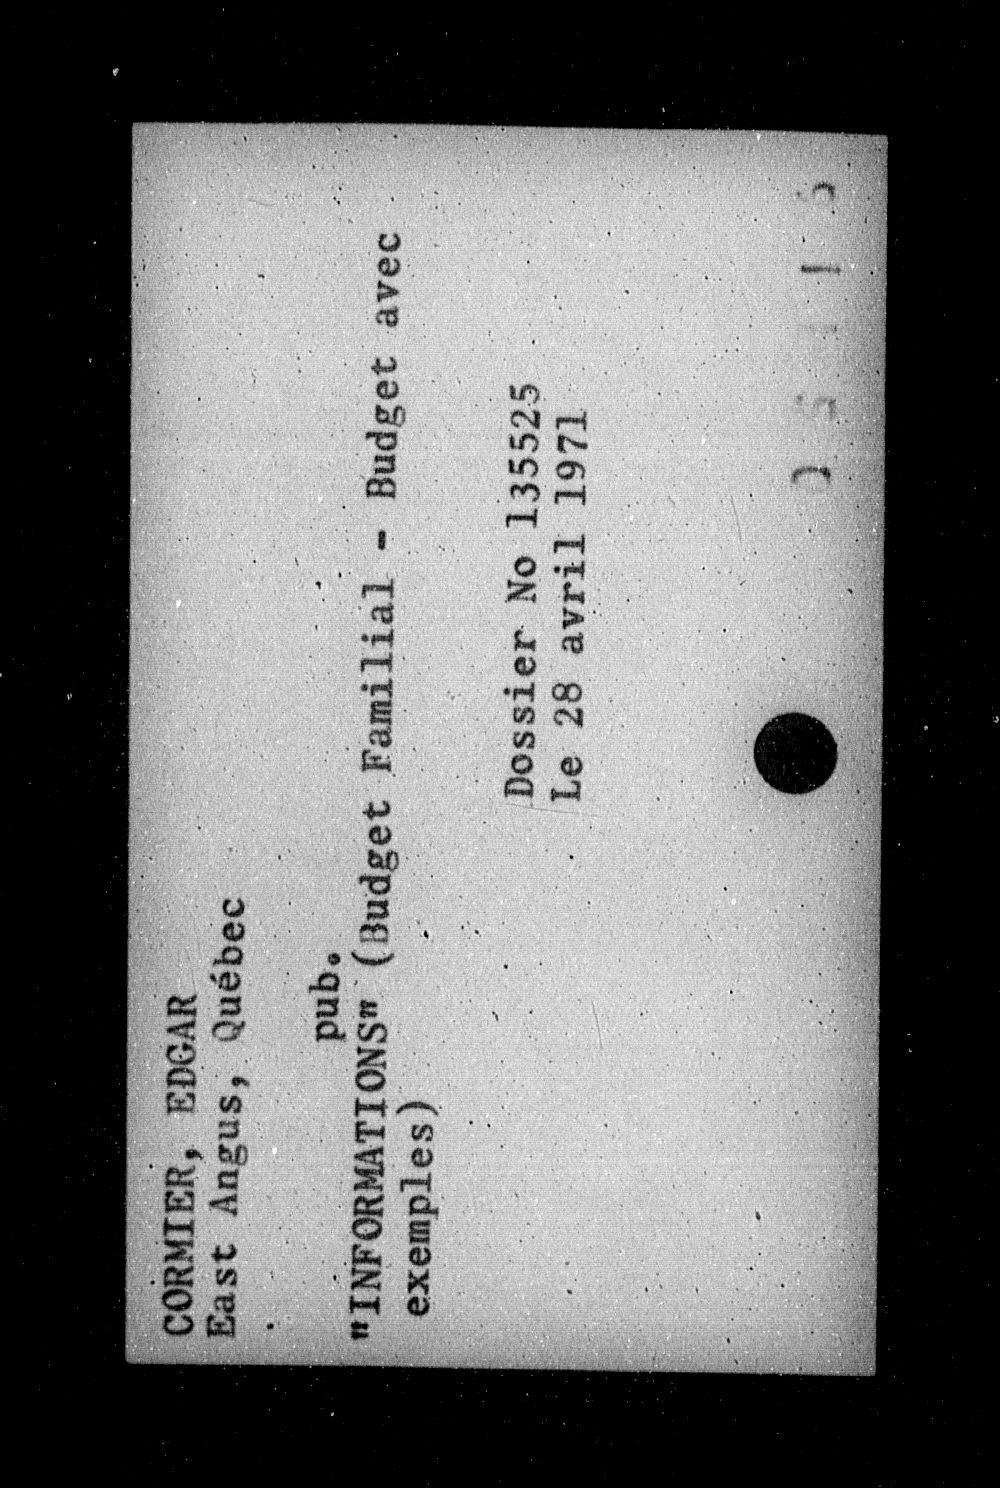 CORMIER, EDGAR
East Angus, Québec
pub.
"INFORMATIONS" (Budget Familial - Budget avec
exemples)
Dossier No 135525
Le 28 avril 1971